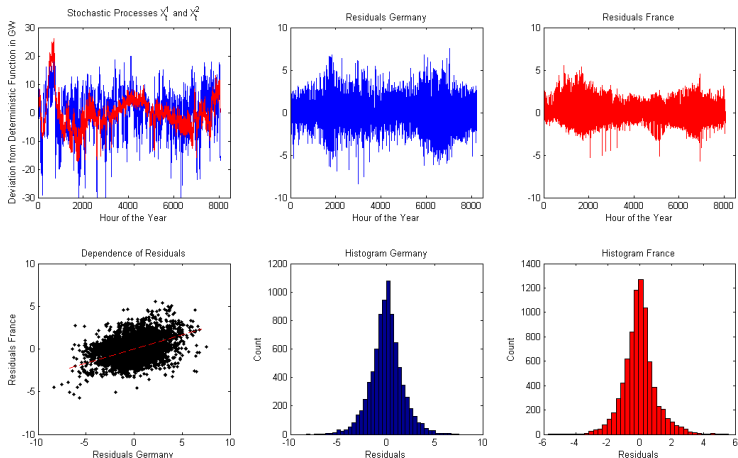 Stochastic Processes X_t^1 and X_t^2
Deviation from Deterministic Function in GW
30
20
10
0
-10
-20
-30
0 2000 4000 6000 8000
Hour of the Year
Residuals Germany
10
5
0
-5
-10
0 2000 4000 6000 8000
Hour of the Year
Residuals France
10
5
0
-5
-10
0 2000 4000 6000 8000
Hour of the Year
Dependence of Residuals
Residuals France
10
5
0
-5
-10
-10 -5 0 5 10
Residuals Germany
Histogram Germany
Count
1200
1000
800
600
400
200
0
-10 -5 0 5 10
Residuals
Histogram France
Count
1400
1200
1000
800
600
400
200
0
-6 -4 -2 0 2 4 6
Residuals